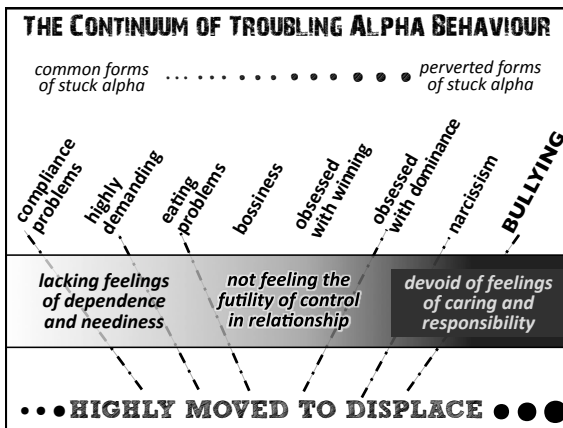 THE CONTINUUM OF TROUBLING ALPHA BEHAVIOUR
common forms
of stuck alpha
perverted forms
of stuck alpha
compliance
problems
highly
demanding
eating
problems
bossiness
obsessed
with winning
obsessed
with dominance
narcissism
BULLYING
lacking feelings
of dependence
and neediness
not feeling the
futility of control
in relationship
devoid of feelings
of caring and
responsibility
HIGHLY MOVED TO DISPLACE